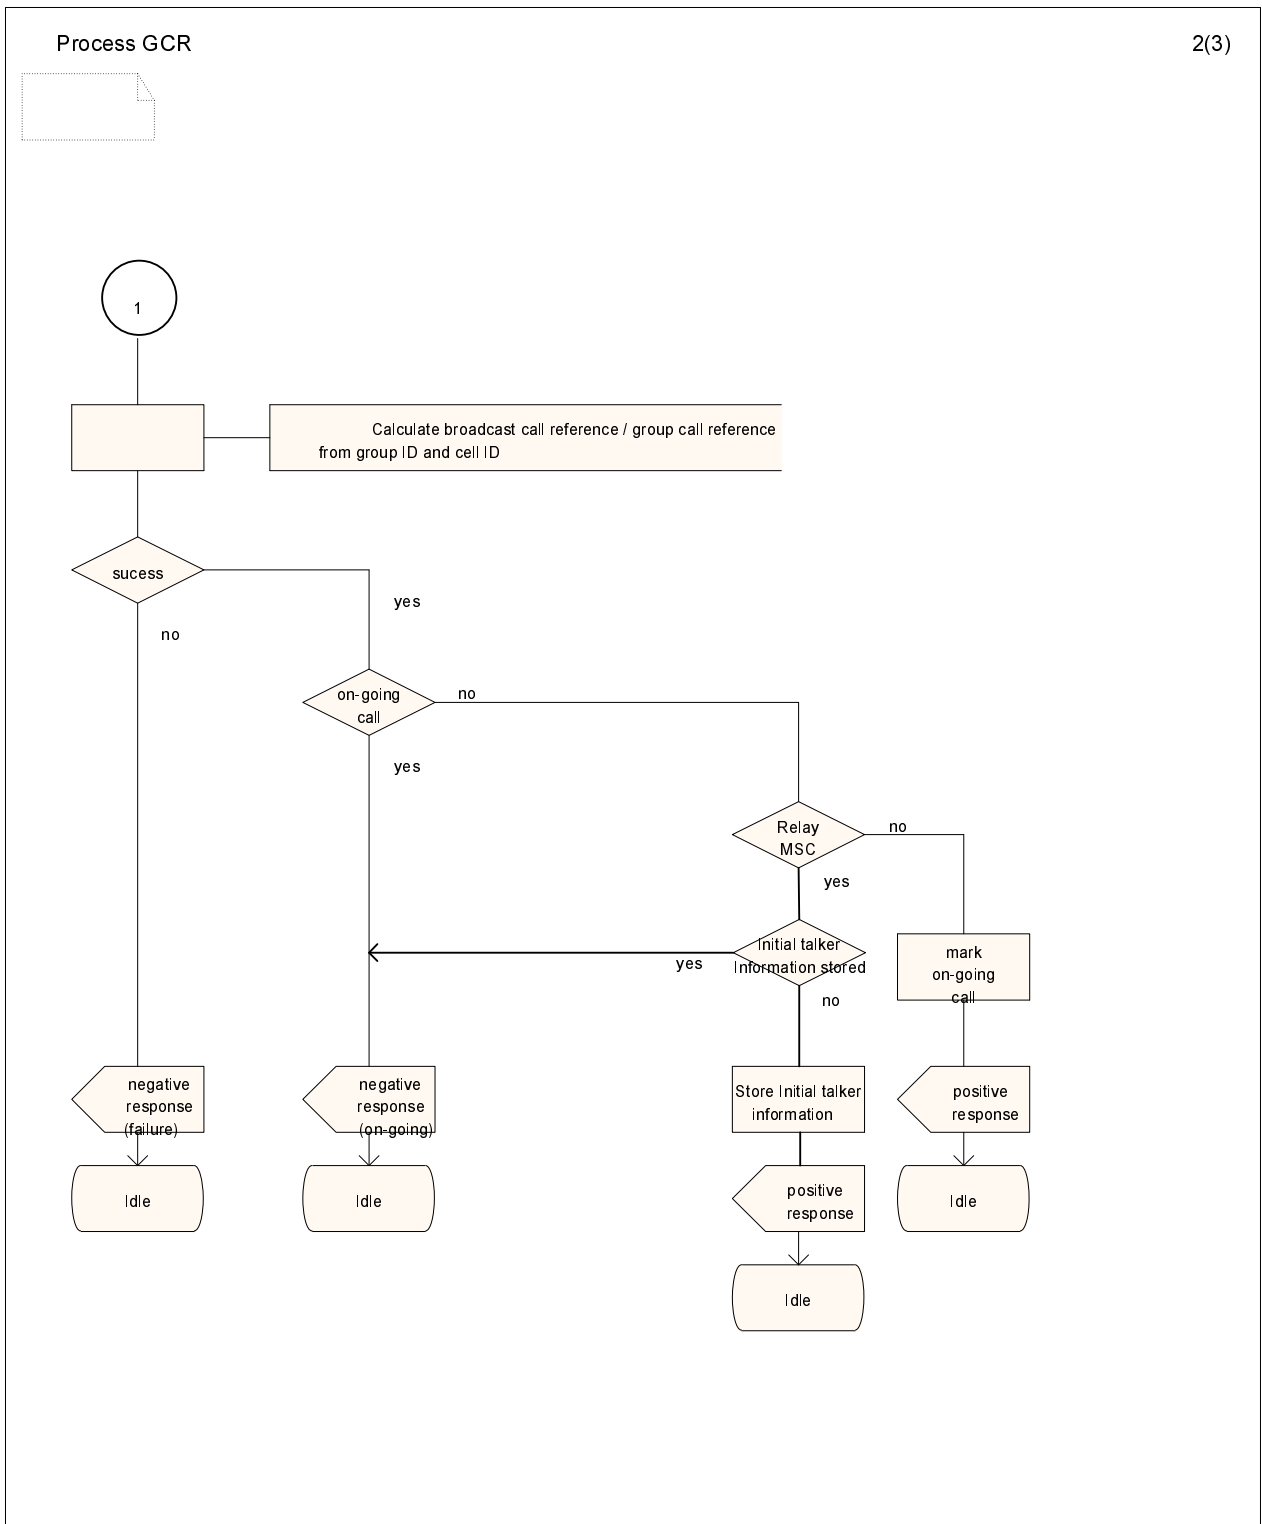 Process GCR
2(3)
1
Calculate broadcast call reference / group call reference
from group ID and cell ID
sucess
yes
no
on-going
call
no
yes
Relay
MSC
no
yes
Initial talker
Information stored
yes
no
mark
on-going
call
negative
response
(failure)
negative
response
(on-going)
Store Initial talker
information
positive
response
Idle
Idle
positive
response
Idle
Idle